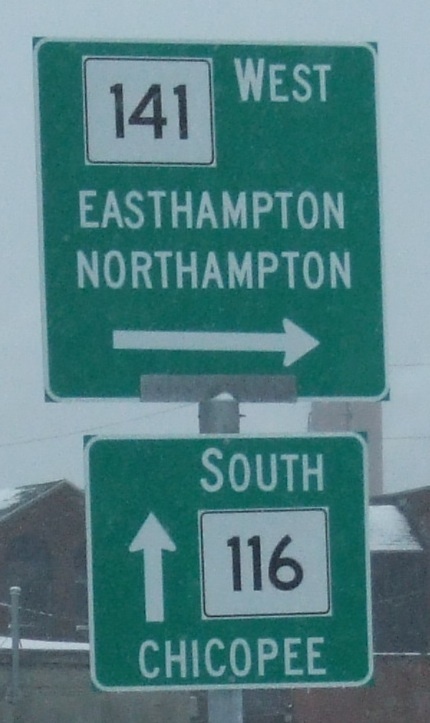 141 WEST
EASTHAMPTON
NORTHAMPTON
SOUTH
116
CHICOPEE